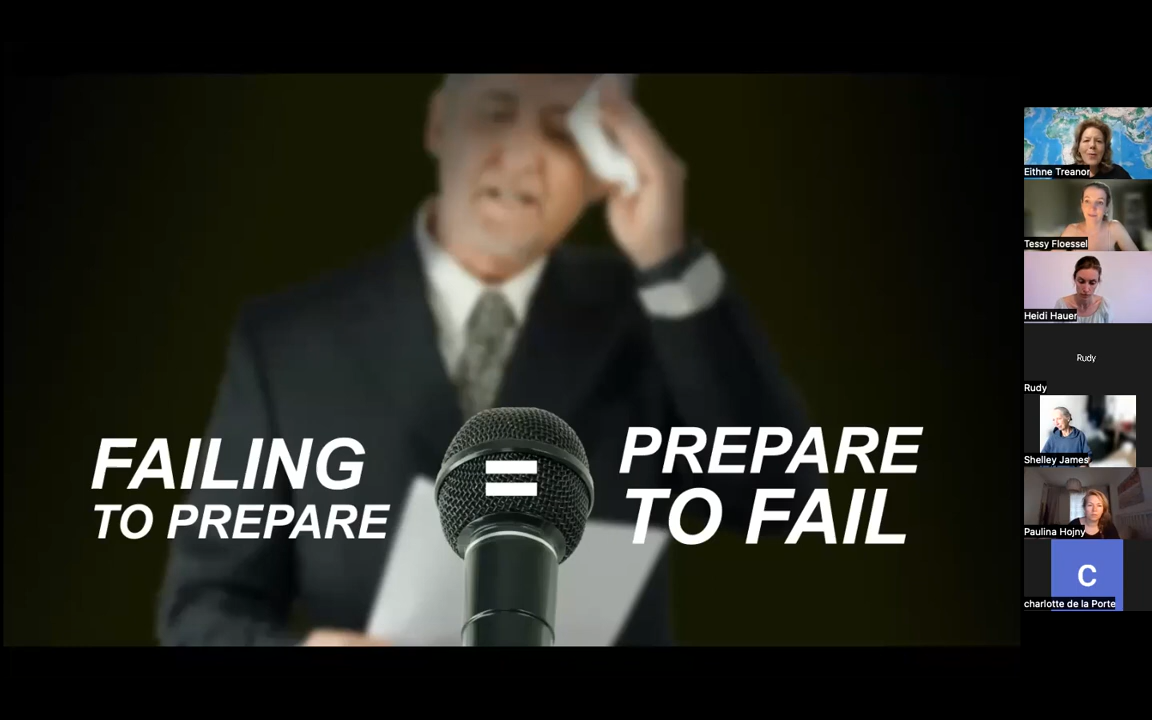 FAILING
TO PREPARE
=
PREPARE
TO FAIL
Eithne Treanor
Tessy Floessel
Heidi Hauer
Rudy
Rudy
Shelley James
Paulina Hojny
C
charlotte de la Porte